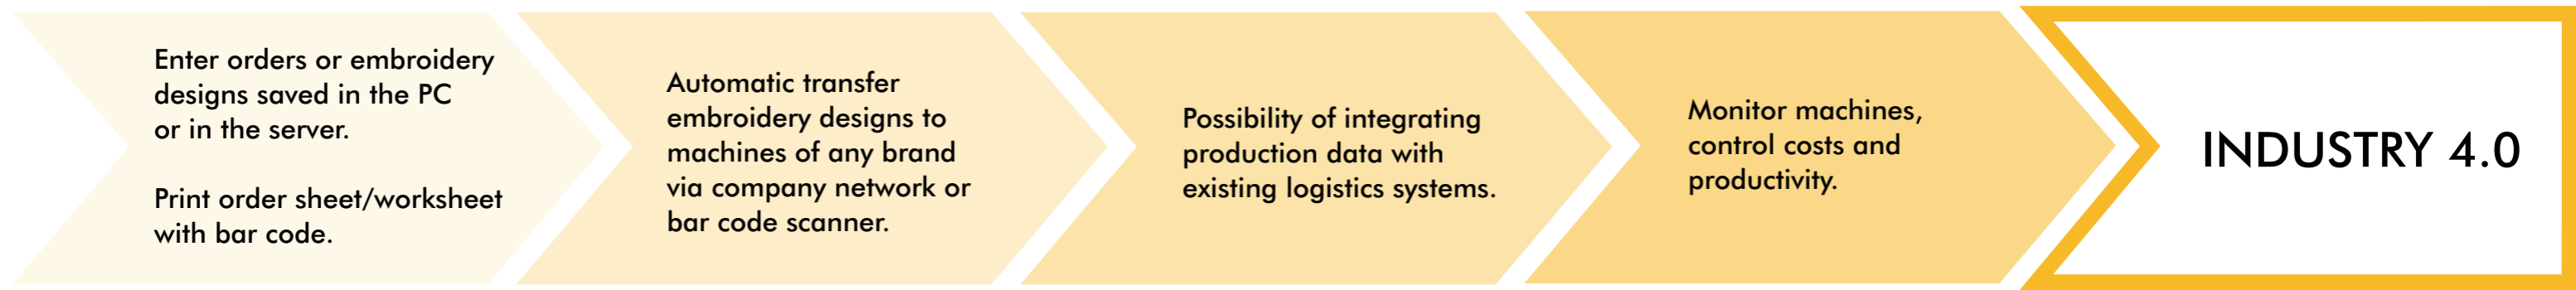 Enter orders or embroidery
designs saved in the PC
or in the server.
Print order sheet/worksheet
with bar code.
Automatic transfer
embroidery designs to
machines of any brand
via company network or
bar code scanner.
Possibility of integrating
production data with
existing logistics systems.
Monitor machines,
control costs and
productivity.
INDUSTRY 4.0